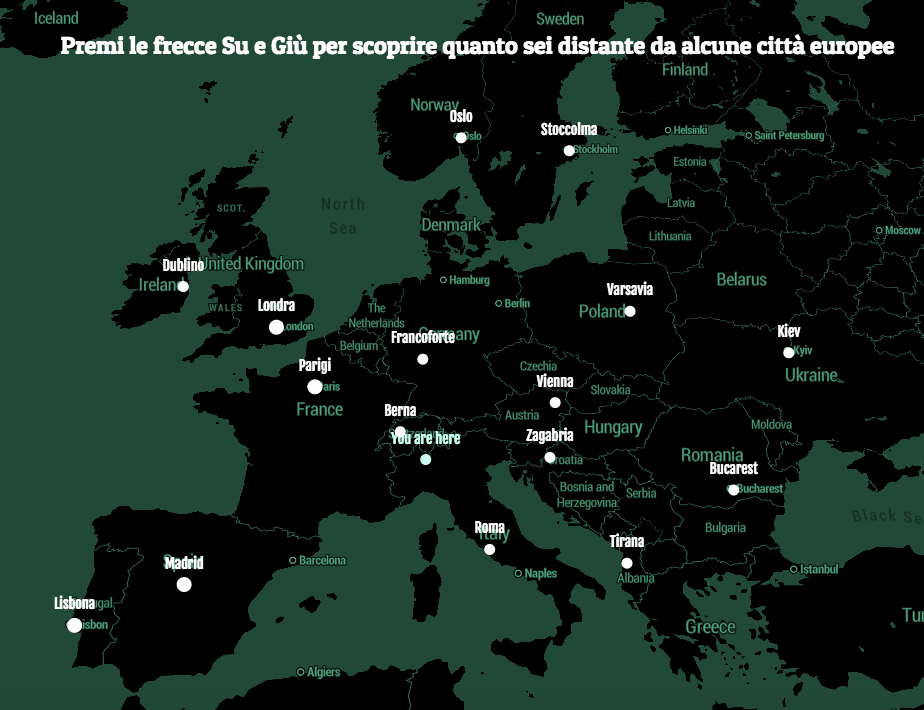 Iceland
Sweden
Premi le frecce Su e Giù per scoprire quanto sei distante da alcune città europee
Finland
Norway
Oslo
Oslo
Stoccolma
Stockholm
Helsinki
Saint Petersburg
Estonia
SCOT.
North
Sea
Latvia
Denmark
Moscow
Lithuania
Dublino
United Kingdom
Ireland
Hamburg
Belarus
Varsavia
Berlin
Londra
WALES
The
Netherlands
Poland
London
Germany
Kiev
Francoforte
Belgium
Kyiv
Parigi
Czechia
Ukraine
Vienna
Paris
Slovakia
France
Berna
Austria
Moldova
Hungary
Switzerland
You are here
Zagabria
Romania
Croatia
Bucarest
Bosnia and
Herzegovina
Serbia
Bucharest
Black Se
Roma
Italy
Bulgaria
Tirana
Madrid
Barcelona
Naples
Albania
Istanbul
Lisbona
gal
isbon
Greece
Tur
Algiers